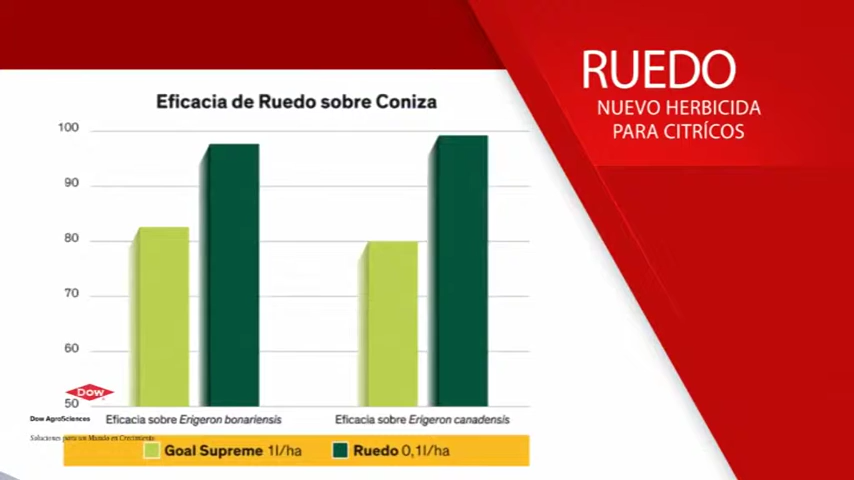 RUEDO
NUEVO HERBICIDA
PARA CITRÍCOS
Eficacia de Ruedo sobre Coniza
100
90
80
70
60
50
Dow
Dow AgroSciences
Soluciones para un Mundo en Crecimiento
Eficacia sobre Erigeron bonariensis
Eficacia sobre Erigeron canadensis
Goal Supreme 1l/ha
Ruedo 0,1l/ha